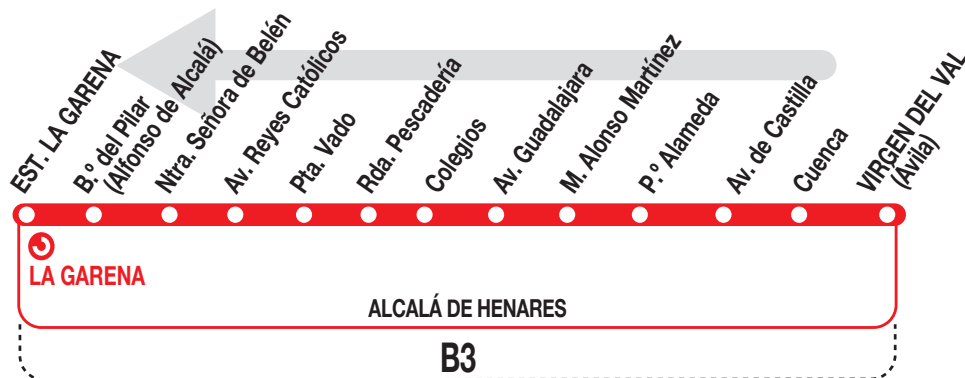 EST. LA GARENA
B.º del Pilar
(Alfonso de Alcalá)
Ntra. Señora de Belén
Av. Reyes Católicos
Pta. Vado
Rda. Pescadería
Colegios
Av. Guadalajara
M. Alonso Martínez
P.º Alameda
Av. de Castilla
Cuenca
VIRGEN DEL VAL
(Ávila)
LA GARENA
ALCALÁ DE HENARES
B3